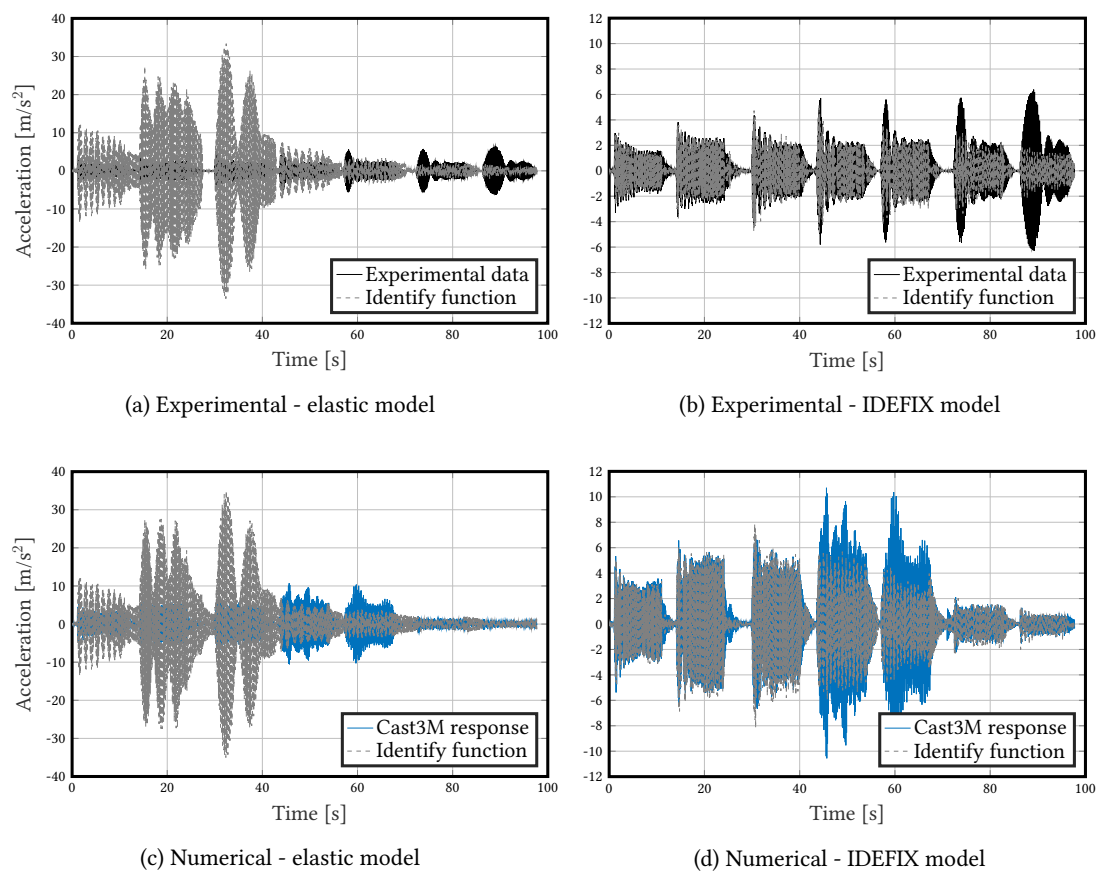 40
30
20
10
0
-10
-20
-30
-40
Acceleration [m/s²]
Experimental data
Identify function
0 20 40 60 80 100
Time [s]
(a) Experimental - elastic model
12
10
8
6
4
2
0
-2
-4
-6
-8
-10
-12
Experimental data
Identify function
0 20 40 60 80 100
Time [s]
(b) Experimental - IDEFIX model
40
30
20
10
0
-10
-20
-30
-40
Acceleration [m/s²]
Cast3M response
Identify function
0 20 40 60 80 100
Time [s]
(c) Numerical - elastic model
12
10
8
6
4
2
0
-2
-4
-6
-8
-10
-12
Cast3M response
Identify function
0 20 40 60 80 100
Time [s]
(d) Numerical - IDEFIX model